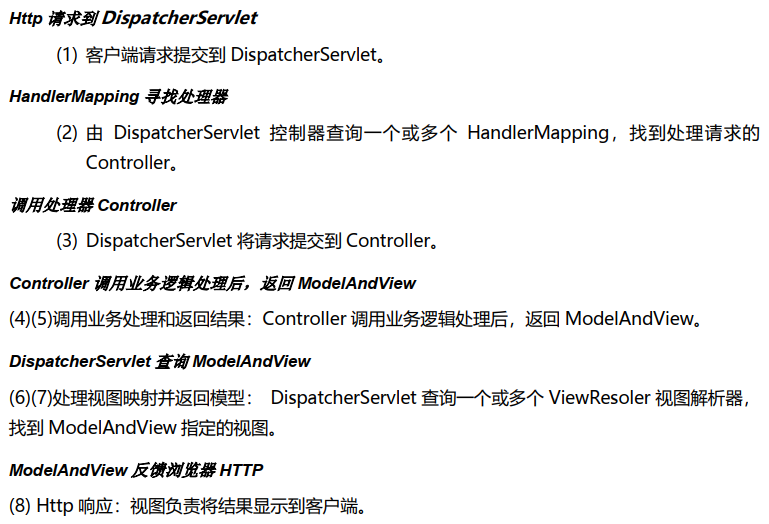 Http 请求到 DispatcherServlet
(1) 客户端请求提交到 DispatcherServlet。
HandlerMapping 寻找处理器
(2) 由 DispatcherServlet 控制器查询一个或多个 HandlerMapping，找到处理请求的
Controller。
调用处理器 Controller
(3) DispatcherServlet 将请求提交到 Controller。
Controller 调用业务逻辑处理后，返回 ModelAndView
(4)(5)调用业务处理和返回结果：Controller 调用业务逻辑处理后，返回 ModelAndView。
DispatcherServlet 查询 ModelAndView
(6)(7)处理视图映射并返回模型： DispatcherServlet 查询一个或多个 ViewResoler 视图解析器，
找到 ModelAndView 指定的视图。
ModelAndView 反馈浏览器 HTTP
(8) Http 响应：视图负责将结果显示到客户端。